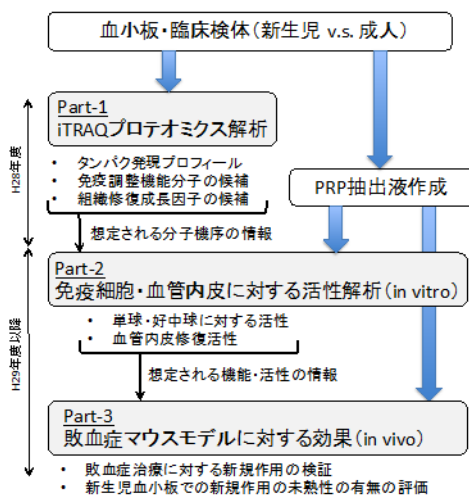 血小板・臨床検体（新生児 v.s. 成人）
Part-1
iTRAQプロテオミクス解析
• タンパク発現プロフィール
• 免疫調整機能分子の候補
• 組織修復成長因子の候補
H28年度
PRP抽出液作成
想定される分子機序の情報
Part-2
免疫細胞・血管内皮に対する活性解析（in vitro）
• 単球・好中球に対する活性
• 血管内皮修復活性
H29年度以降
想定される機能・活性の情報
Part-3
敗血症マウスモデルに対する効果（in vivo）
• 敗血症治療に対する新規作用の検証
• 新生児血小板での新規作用の未熟性の有無の評価